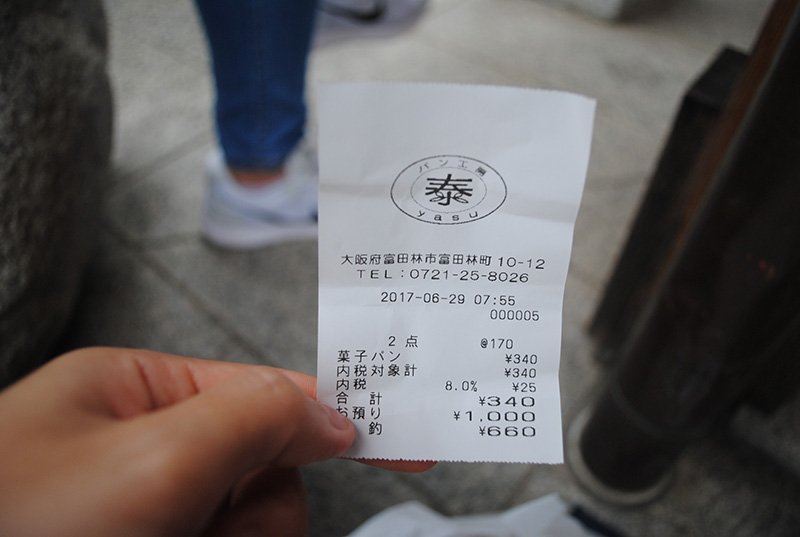 パン工房
泰
yasu
大阪府富田林市富田林町 10-12
TEL:0721-25-8026
2017-06-29 07:55
000005
2点 @170
菓子パン ¥340
内税対象計 ¥340
内税 8.0% ¥25
合 計 ¥340
お預り ¥1,000
釣 ¥660